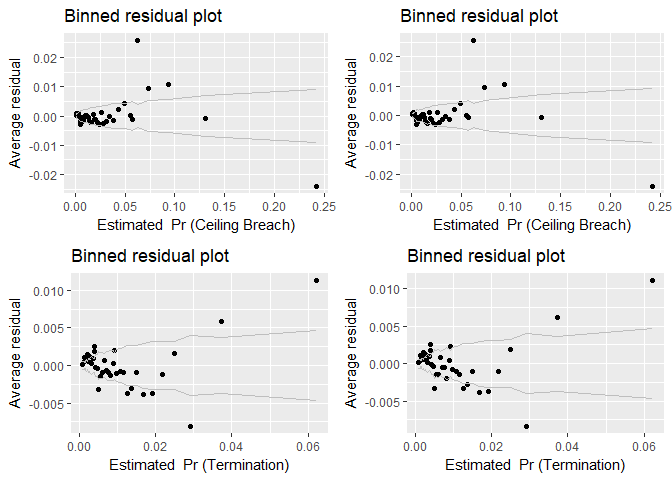 Binned residual plot
Average residual
0.02
0.01
0.00
-0.01
-0.02
0.00 0.05 0.10 0.15 0.20 0.25
Estimated Pr (Ceiling Breach)
Binned residual plot
Average residual
0.02
0.01
0.00
-0.01
-0.02
0.00 0.05 0.10 0.15 0.20 0.25
Estimated Pr (Ceiling Breach)
Binned residual plot
Average residual
0.010
0.005
0.000
-0.005
0.00 0.02 0.04 0.06
Estimated Pr (Termination)
Binned residual plot
Average residual
0.010
0.005
0.000
-0.005
0.00 0.02 0.04 0.06
Estimated Pr (Termination)